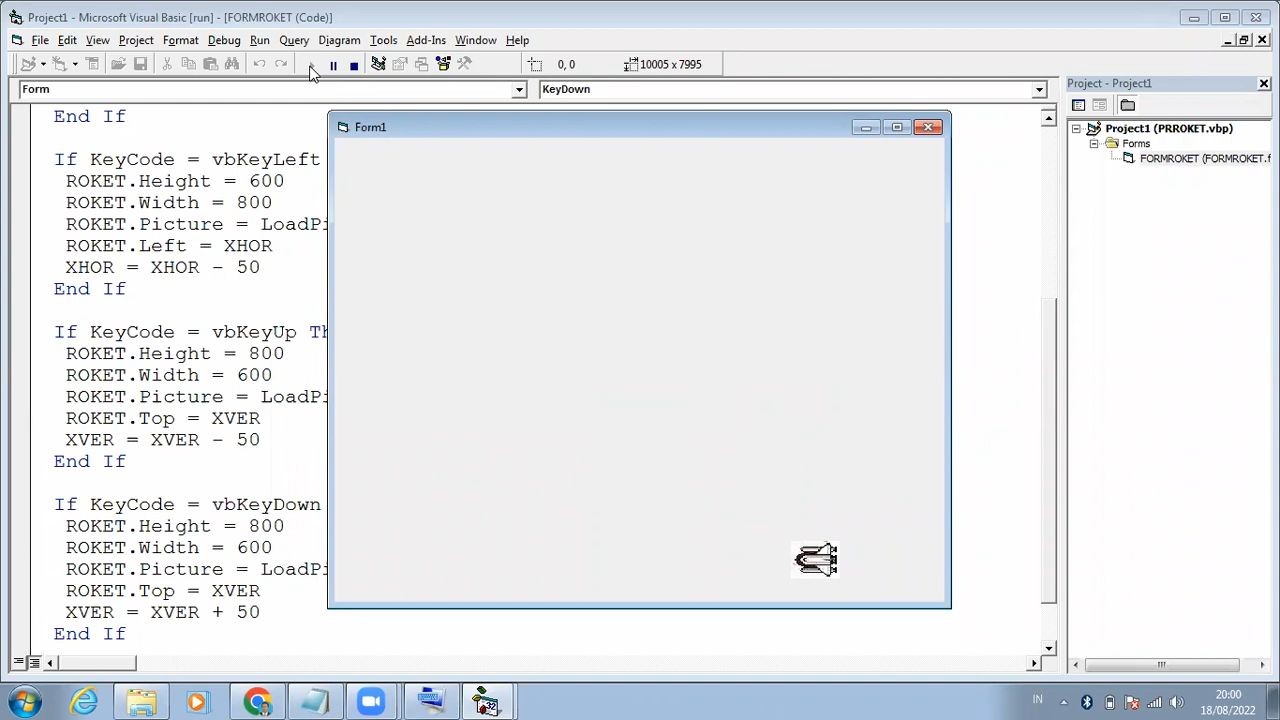 Project1 - Microsoft Visual Basic [run] - [FORMROKET (Code)]
File Edit View Project Format Debug Run Query Diagram Tools Add-Ins Window Help
0, 0 10005 x 7995
Form KeyDown
Project - Project1
Project1 (PRROKET.vbp)
Forms
FORMROKET (FORMROKET.f
End If
If KeyCode = vbKeyLeft
ROKET.Height = 600
ROKET.Width = 800
ROKET.Picture = LoadPi
ROKET.Left = XHOR
XHOR = XHOR - 50
End If
If KeyCode = vbKeyUp Th
ROKET.Height = 800
ROKET.Width = 600
ROKET.Picture = LoadPi
ROKET.Top = XVER
XVER = XVER - 50
End If
If KeyCode = vbKeyDown
ROKET.Height = 800
ROKET.Width = 600
ROKET.Picture = LoadPi
ROKET.Top = XVER
XVER = XVER + 50
End If
Form1
IN
20:00
18/08/2022